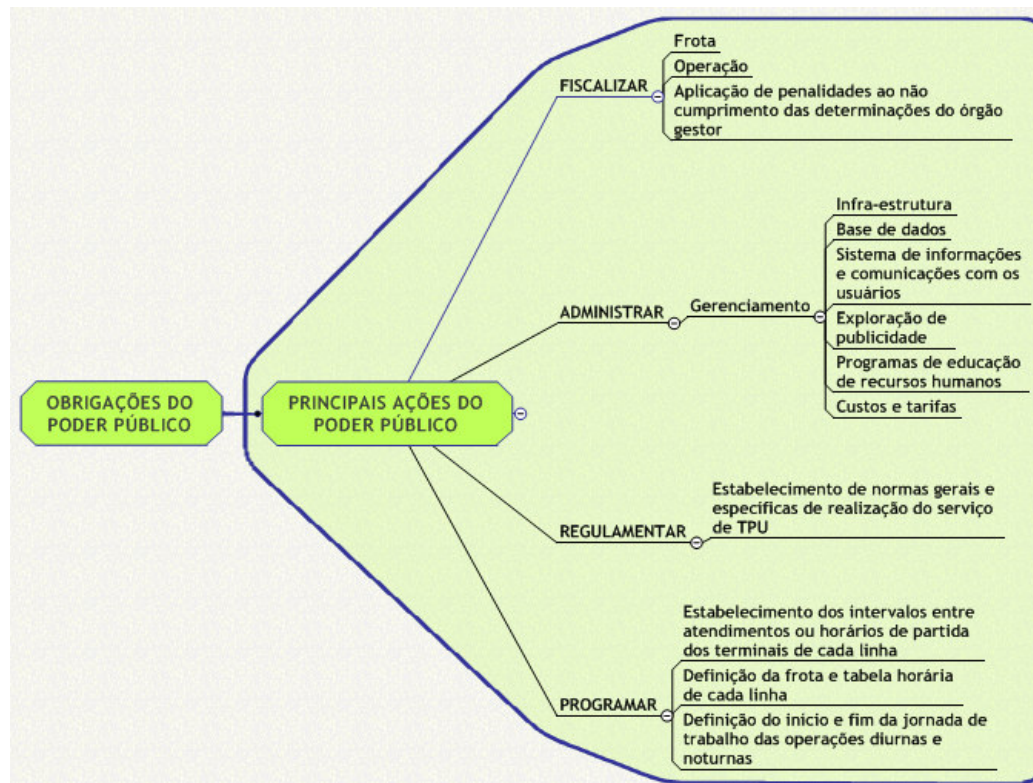 Frota
Operação
FISCALIZAR
Aplicação de penalidades ao não
cumprimento das determinações do órgão
gestor
Infra-estrutura
Base de dados
Sistema de informações
e comunicações com os
usuários
ADMINISTRAR
Gerenciamento
Exploração de
publicidade
Programas de educação
de recursos humanos
Custos e tarifas
OBRIGAÇÕES DO
PODER PÚBLICO
PRINCIPAIS AÇÕES DO
PODER PÚBLICO
Estabelecimento de normas gerais e
especificas de realização do serviço
de TPU
REGULAMENTAR
Estabelecimento dos intervalos entre
atendimentos ou horários de partida
dos terminais de cada linha
Definição da frota e tabela horária
de cada linha
PROGRAMAR
Definição do inicio e fim da jornada de
trabalho das operações diurnas e
noturnas